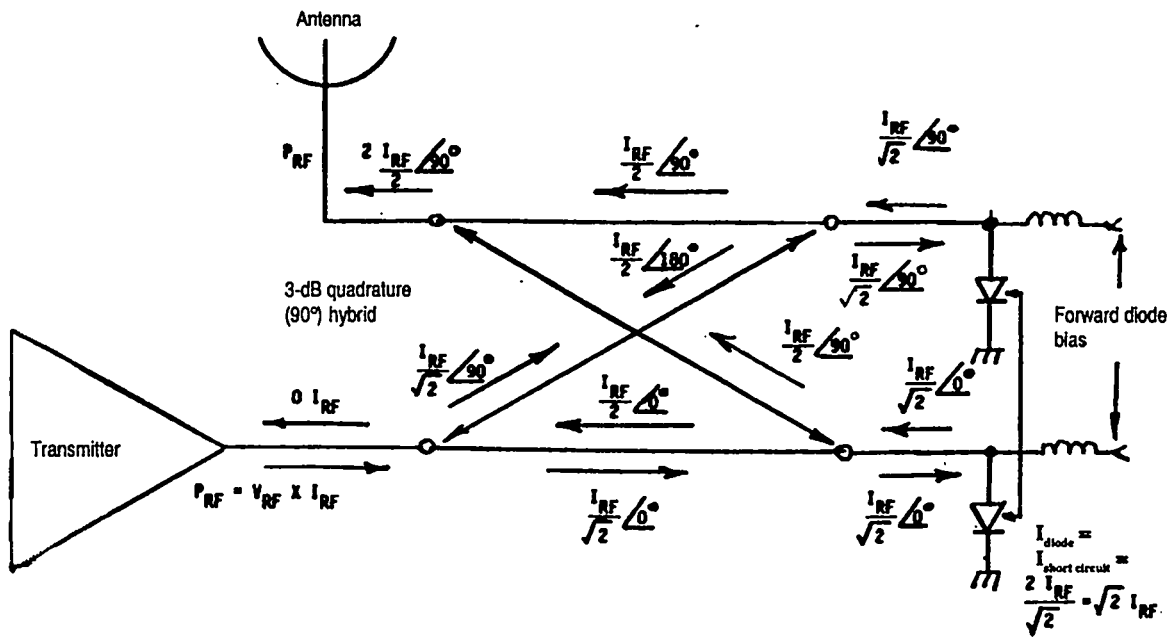 Antenna
P_RF
2 I_RF/2 ∠90°
I_RF/2 ∠90°
I_RF/√2 ∠90°
I_RF/2 ∠180°
I_RF/√2 ∠90°
3-dB quadrature
(90°) hybrid
Forward diode
bias
I_RF/√2 ∠90°
I_RF/2 ∠90°
I_RF/√2 ∠0°
0 I_RF
I_RF/2 ∠0°
Transmitter
P_RF = V_RF X I_RF
I_RF/√2 ∠0°
I_RF/√2 ∠0°
I_diode =
I_short circuit =
2 I_RF/√2 = √2 I_RF